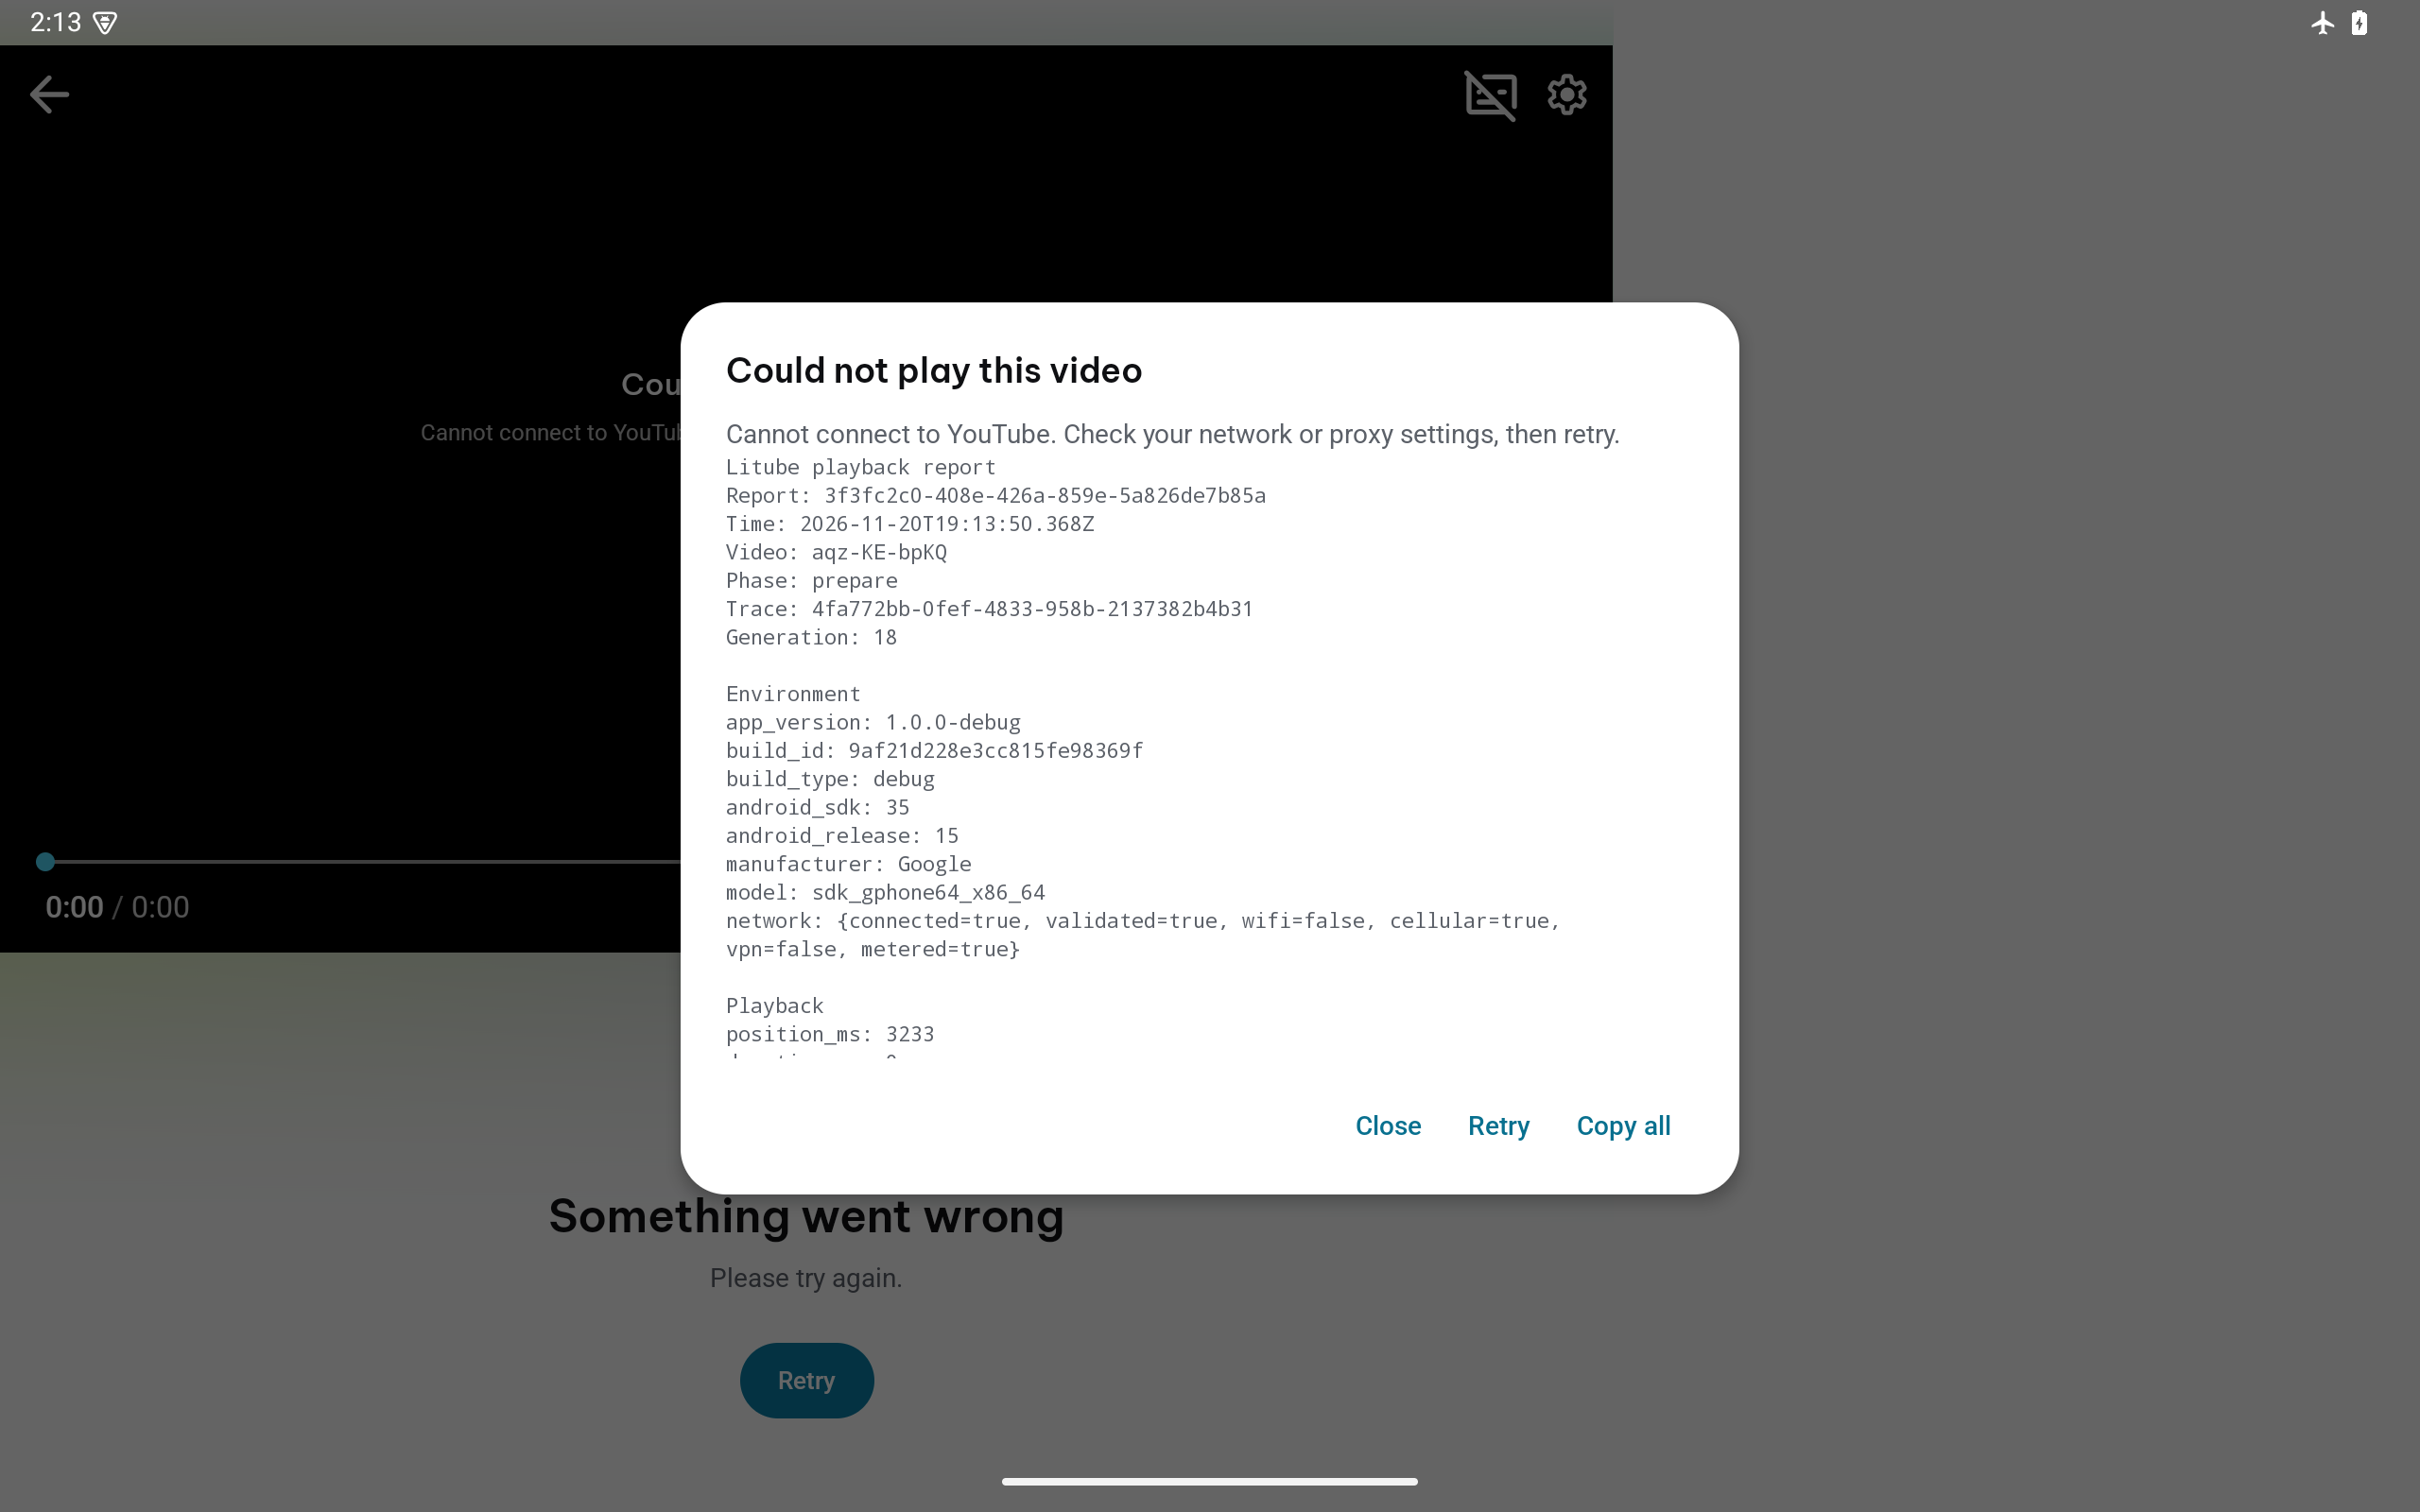 2:13
Cou
Cannot connect to YouTu
Could not play this video
Cannot connect to YouTube. Check your network or proxy settings, then retry.
Litube playback report
Report: 3f3fc2c0-408e-426a-859e-5a826de7b85a
Time: 2026-11-20T19:13:50.368Z
Video: aqz-KE-bpKQ
Phase: prepare
Trace: 4fa772bb-0fef-4833-958b-2137382b4b31
Generation: 18
Environment
app_version: 1.0.0-debug
build_id: 9af21d228e3cc815fe98369f
build_type: debug
android_sdk: 35
android_release: 15
manufacturer: Google
model: sdk_gphone64_x86_64
network: {connected=true, validated=true, wifi=false, cellular=true,
vpn=false, metered=true}
Playback
position_ms: 3233
0:00 / 0:00
Close Retry Copy all
Something went wrong
Please try again.
Retry